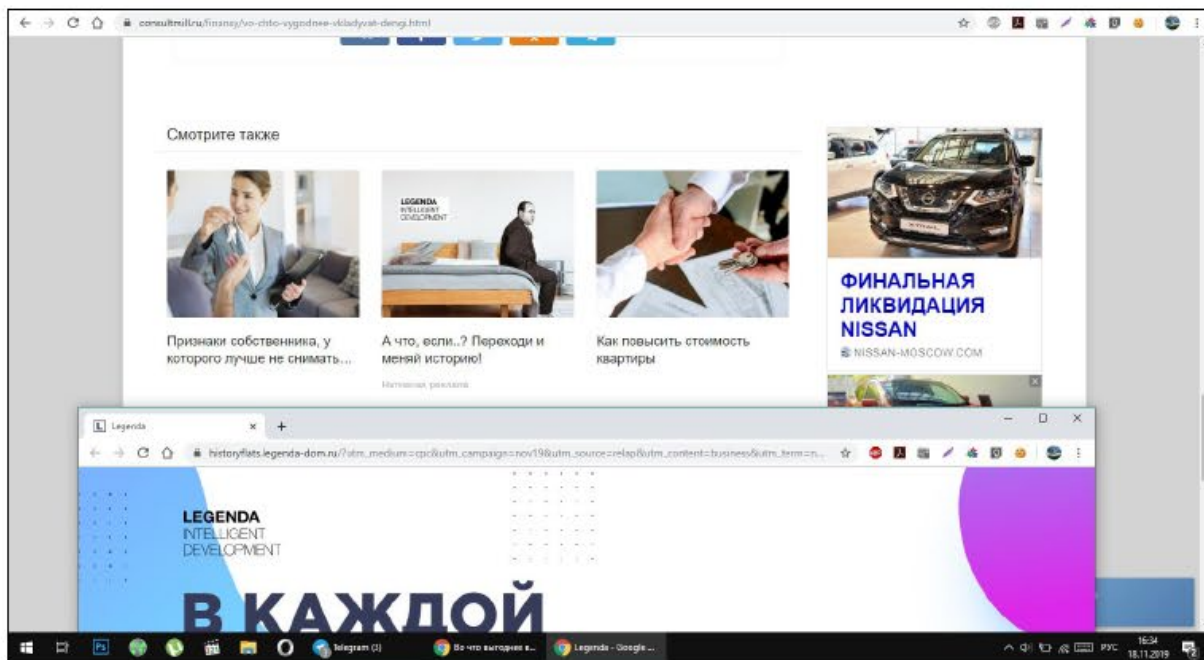 consultmill.ru/finansy/vo-chto-vygodnee-vkladyvat-dengi.html
Смотрите также
LEGENDA
INTELLIGENT
DEVELOPMENT
X-TRAIL
Признаки собственника, у
которого лучше не снимать...
А что, если..? Переходи и
меняй историю!
Нативная реклама
Как повысить стоимость
квартиры
ФИНАЛЬНАЯ
ЛИКВИДАЦИЯ
NISSAN
NISSAN-MOSCOW.COM
Legenda
historyflats.legenda-dom.ru/?utm_medium=cpc&utm_campaign=nov19&utm_source=relap&utm_content=business&utm_term=n...
LEGENDA
INTELLIGENT
DEVELOPMENT
В КАЖДОЙ
Telegram (3)
Во что выгоднее в...
Legenda - Google ...
РУС
16:34
18.11.2019